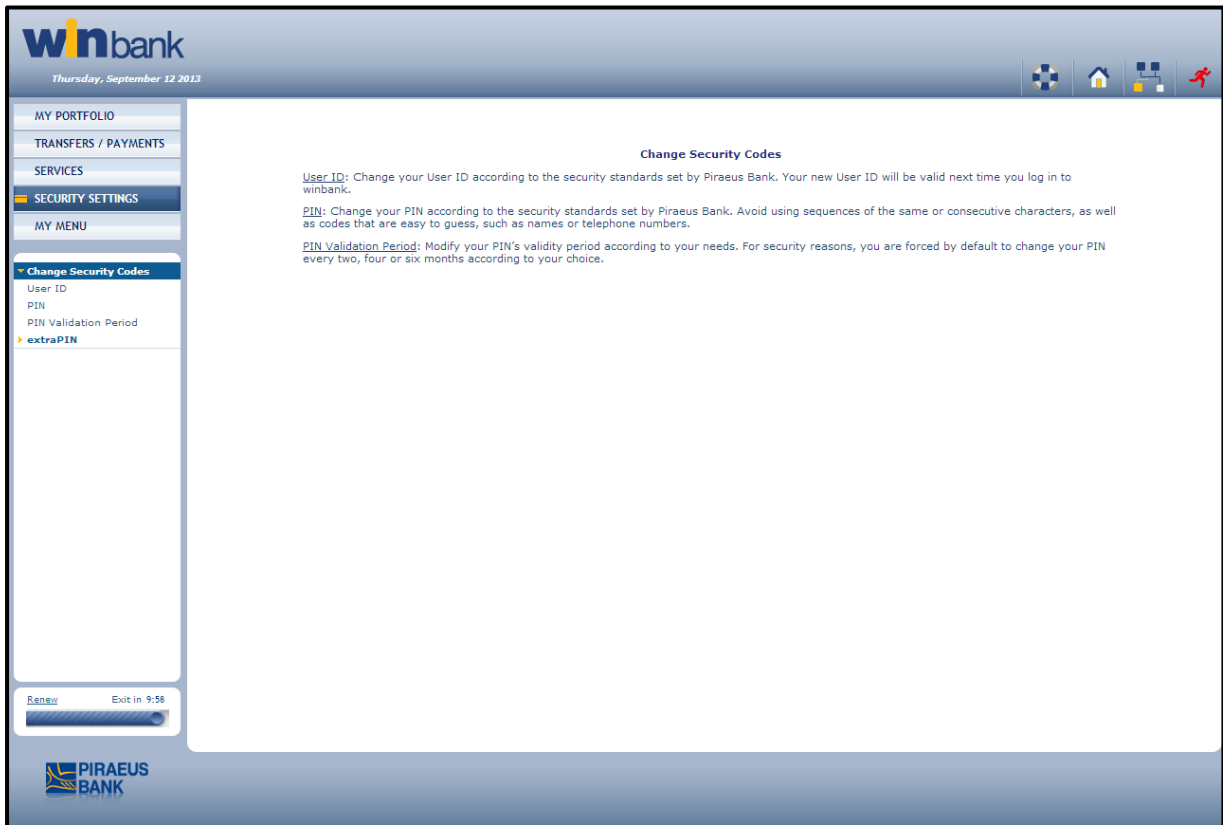 winbank
Thursday, September 12 2013
MY PORTFOLIO
TRANSFERS / PAYMENTS
SERVICES
SECURITY SETTINGS
MY MENU
Change Security Codes
User ID
PIN
PIN Validation Period
extraPIN
Change Security Codes
User ID: Change your User ID according to the security standards set by Piraeus Bank. Your new User ID will be valid next time you log in to
winbank.
PIN: Change your PIN according to the security standards set by Piraeus Bank. Avoid using sequences of the same or consecutive characters, as well
as codes that are easy to guess, such as names or telephone numbers.
PIN Validation Period: Modify your PIN's validity period according to your needs. For security reasons, you are forced by default to change your PIN
every two, four or six months according to your choice.
Renew Exit in 9:58
PIRAEUS
BANK